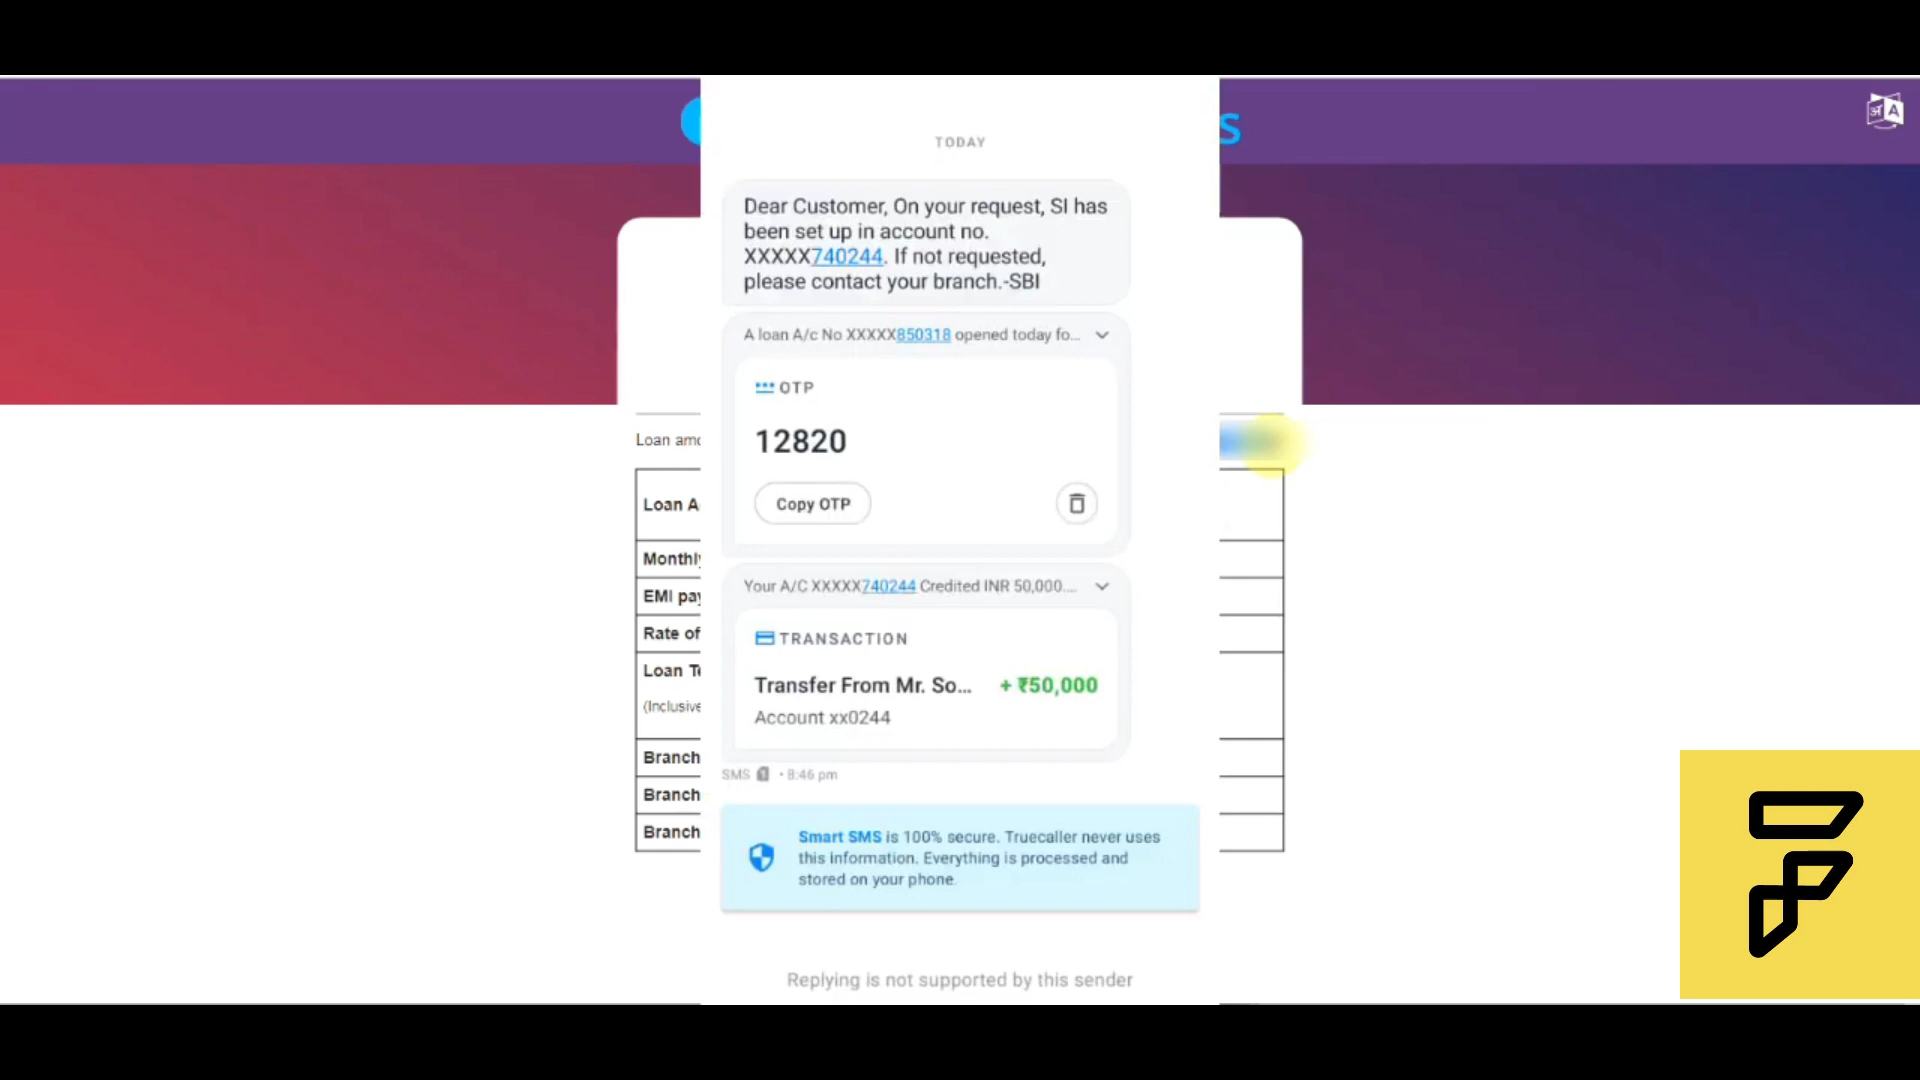 TODAY
Dear Customer, On your request, SI has
been set up in account no.
XXXXX740244. If not requested,
please contact your branch.-SBI
A loan A/c No XXXXX850318 opened today fo...
OTP
12820
Copy OTP
Your A/C XXXXX740244 Credited INR 50,000....
TRANSACTION
Transfer From Mr. So... + ₹50,000
Account xx0244
SMS 1 • 8:46 pm
Smart SMS is 100% secure. Truecaller never uses
this information. Everything is processed and
stored on your phone.
Replying is not supported by this sender
S
अ A
Loan
Loan
EMI
Rate of
Loan
(Inclusive
Branch
Branch
Branch